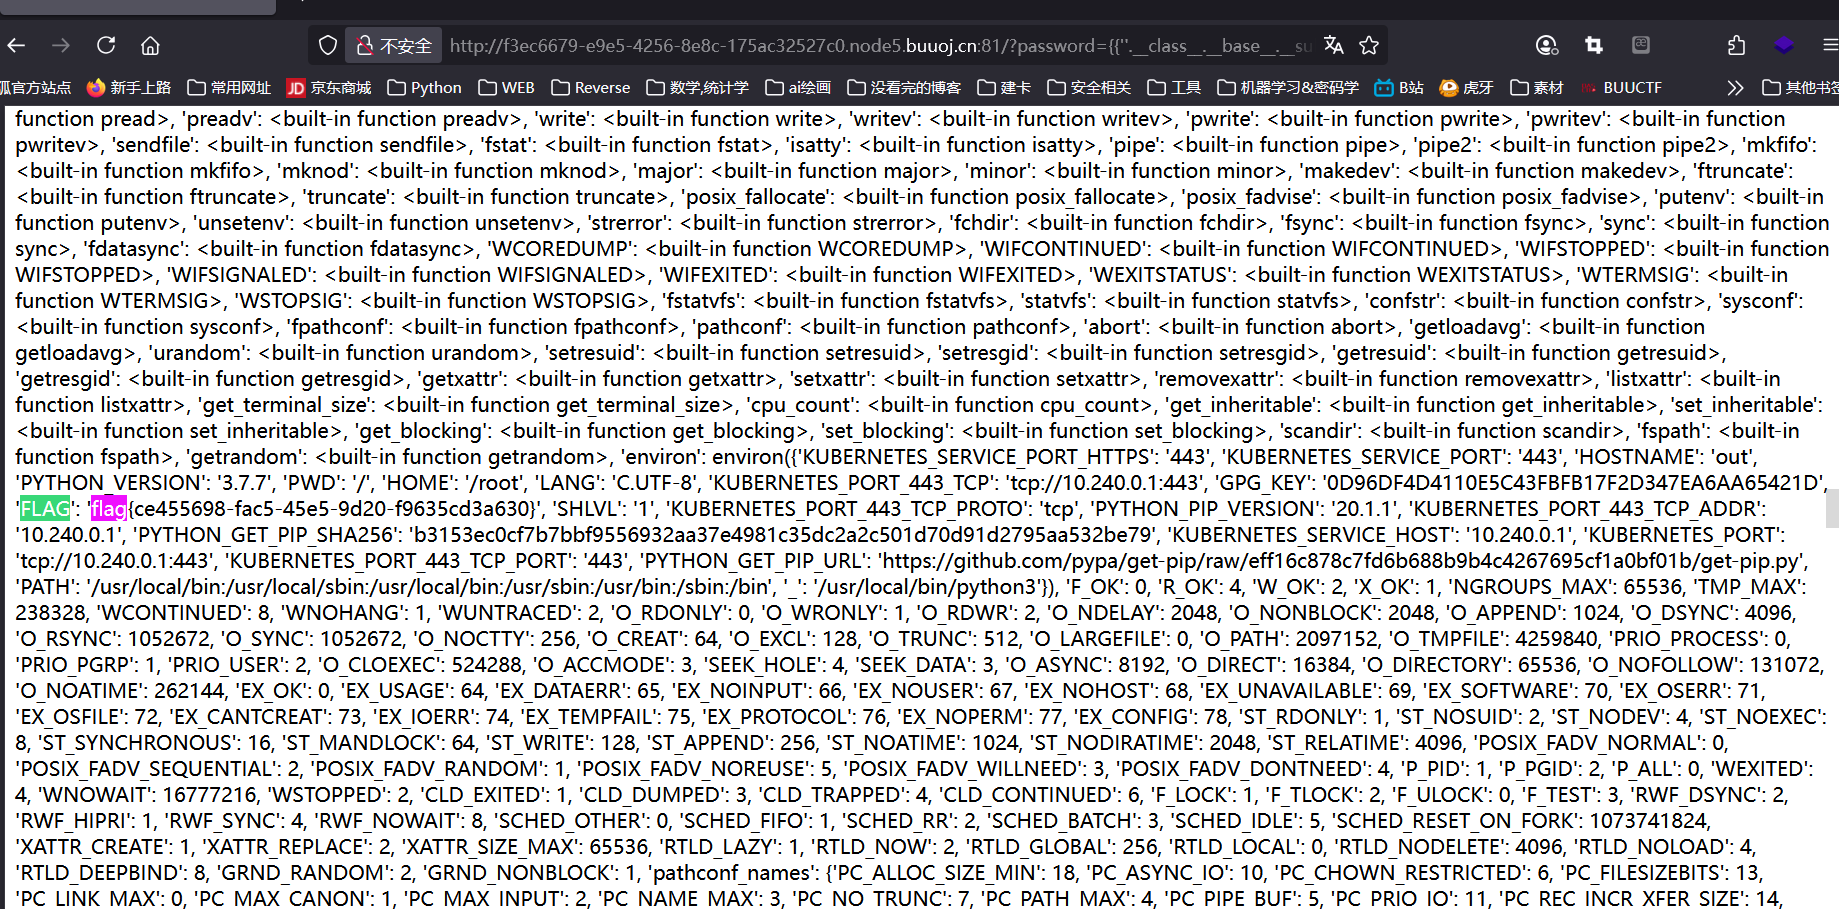 不安全 http://f3ec6679-e9e5-4256-8e8c-175ac32527c0.node5.buuoj.cn:81/?password={{''.__class__.__base__.__su
狐官方站点 新手上路 常用网址 JD 京东商城 Python WEB Reverse 数学,统计学 ai绘画 没看完的博客 建卡 安全相关 工具 机器学习&密码学 B站 虎牙 素材 BUUCTF 其他书签
function pread>, 'preadv': <built-in function preadv>, 'write': <built-in function write>, 'writev': <built-in function writev>, 'pwrite': <built-in function pwrite>, 'pwritev': <built-in function
pwritev>, 'sendfile': <built-in function sendfile>, 'fstat': <built-in function fstat>, 'isatty': <built-in function isatty>, 'pipe': <built-in function pipe>, 'pipe2': <built-in function pipe2>, 'mkfifo':
<built-in function mkfifo>, 'mknod': <built-in function mknod>, 'major': <built-in function major>, 'minor': <built-in function minor>, 'makedev': <built-in function makedev>, 'ftruncate':
<built-in function ftruncate>, 'truncate': <built-in function truncate>, 'posix_fallocate': <built-in function posix_fallocate>, 'posix_fadvise': <built-in function posix_fadvise>, 'putenv': <built-in
function putenv>, 'unsetenv': <built-in function unsetenv>, 'strerror': <built-in function strerror>, 'fchdir': <built-in function fchdir>, 'fsync': <built-in function fsync>, 'sync': <built-in function
sync>, 'fdatasync': <built-in function fdatasync>, 'WCOREDUMP': <built-in function WCOREDUMP>, 'WIFCONTINUED': <built-in function WIFCONTINUED>, 'WIFSTOPPED': <built-in function
WIFSTOPPED>, 'WIFSIGNALED': <built-in function WIFSIGNALED>, 'WIFEXITED': <built-in function WIFEXITED>, 'WEXITSTATUS': <built-in function WEXITSTATUS>, 'WTERMSIG': <built-in
function WTERMSIG>, 'WSTOPSIG': <built-in function WSTOPSIG>, 'fstatvfs': <built-in function fstatvfs>, 'statvfs': <built-in function statvfs>, 'confstr': <built-in function confstr>, 'sysconf':
<built-in function sysconf>, 'fpathconf': <built-in function fpathconf>, 'pathconf': <built-in function pathconf>, 'abort': <built-in function abort>, 'getloadavg': <built-in function
getloadavg>, 'urandom': <built-in function urandom>, 'setresuid': <built-in function setresuid>, 'setresgid': <built-in function setresgid>, 'getresuid': <built-in function getresuid>,
'getresgid': <built-in function getresgid>, 'getxattr': <built-in function getxattr>, 'setxattr': <built-in function setxattr>, 'removexattr': <built-in function removexattr>, 'listxattr': <built-in
function listxattr>, 'get_terminal_size': <built-in function get_terminal_size>, 'cpu_count': <built-in function cpu_count>, 'get_inheritable': <built-in function get_inheritable>, 'set_inheritable':
<built-in function set_inheritable>, 'get_blocking': <built-in function get_blocking>, 'set_blocking': <built-in function set_blocking>, 'scandir': <built-in function scandir>, 'fspath': <built-in
function fspath>, 'getrandom': <built-in function getrandom>, 'environ': environ({'KUBERNETES_SERVICE_PORT_HTTPS': '443', 'KUBERNETES_SERVICE_PORT': '443', 'HOSTNAME': 'out',
'PYTHON_VERSION': '3.7.7', 'PWD': '/', 'HOME': '/root', 'LANG': 'C.UTF-8', 'KUBERNETES_PORT_443_TCP': 'tcp://10.240.0.1:443', 'GPG_KEY': '0D96DF4D4110E5C43FBFB17F2D347EA6AA65421D',
'FLAG': 'flag{ce455698-fac5-45e5-9d20-f9635cd3a630}', 'SHLVL': '1', 'KUBERNETES_PORT_443_TCP_PROTO': 'tcp', 'PYTHON_PIP_VERSION': '20.1.1', 'KUBERNETES_PORT_443_TCP_ADDR':
'10.240.0.1', 'PYTHON_GET_PIP_SHA256': 'b3153ec0cf7b7bbf9556932aa37e4981c35dc2a2c501d70d91d2795aa532be79', 'KUBERNETES_SERVICE_HOST': '10.240.0.1', 'KUBERNETES_PORT':
'tcp://10.240.0.1:443', 'KUBERNETES_PORT_443_TCP_PORT': '443', 'PYTHON_GET_PIP_URL': 'https://github.com/pypa/get-pip/raw/eff16c878c7fd6b688b9b4c4267695cf1a0bf01b/get-pip.py',
'PATH': '/usr/local/bin:/usr/local/sbin:/usr/local/bin:/usr/sbin:/usr/bin:/sbin:/bin', '_': '/usr/local/bin/python3'}), 'F_OK': 0, 'R_OK': 4, 'W_OK': 2, 'X_OK': 1, 'NGROUPS_MAX': 65536, 'TMP_MAX':
238328, 'WCONTINUED': 8, 'WNOHANG': 1, 'WUNTRACED': 2, 'O_RDONLY': 0, 'O_WRONLY': 1, 'O_RDWR': 2, 'O_NDELAY': 2048, 'O_NONBLOCK': 2048, 'O_APPEND': 1024, 'O_DSYNC': 4096,
'O_RSYNC': 1052672, 'O_SYNC': 1052672, 'O_NOCTTY': 256, 'O_CREAT': 64, 'O_EXCL': 128, 'O_TRUNC': 512, 'O_LARGEFILE': 0, 'O_PATH': 2097152, 'O_TMPFILE': 4259840, 'PRIO_PROCESS': 0,
'PRIO_PGRP': 1, 'PRIO_USER': 2, 'O_CLOEXEC': 524288, 'O_ACCMODE': 3, 'SEEK_HOLE': 4, 'SEEK_DATA': 3, 'O_ASYNC': 8192, 'O_DIRECT': 16384, 'O_DIRECTORY': 65536, 'O_NOFOLLOW': 131072,
'O_NOATIME': 262144, 'EX_OK': 0, 'EX_USAGE': 64, 'EX_DATAERR': 65, 'EX_NOINPUT': 66, 'EX_NOUSER': 67, 'EX_NOHOST': 68, 'EX_UNAVAILABLE': 69, 'EX_SOFTWARE': 70, 'EX_OSERR': 71,
'EX_OSFILE': 72, 'EX_CANTCREAT': 73, 'EX_IOERR': 74, 'EX_TEMPFAIL': 75, 'EX_PROTOCOL': 76, 'EX_NOPERM': 77, 'EX_CONFIG': 78, 'ST_RDONLY': 1, 'ST_NOSUID': 2, 'ST_NODEV': 4, 'ST_NOEXEC':
8, 'ST_SYNCHRONOUS': 16, 'ST_MANDLOCK': 64, 'ST_WRITE': 128, 'ST_APPEND': 256, 'ST_NOATIME': 1024, 'ST_NODIRATIME': 2048, 'ST_RELATIME': 4096, 'POSIX_FADV_NORMAL': 0,
'POSIX_FADV_SEQUENTIAL': 2, 'POSIX_FADV_RANDOM': 1, 'POSIX_FADV_NOREUSE': 5, 'POSIX_FADV_WILLNEED': 3, 'POSIX_FADV_DONTNEED': 4, 'P_PID': 1, 'P_PGID': 2, 'P_ALL': 0, 'WEXITED':
4, 'WNOWAIT': 16777216, 'WSTOPPED': 2, 'CLD_EXITED': 1, 'CLD_DUMPED': 3, 'CLD_TRAPPED': 4, 'CLD_CONTINUED': 6, 'F_LOCK': 1, 'F_TLOCK': 2, 'F_ULOCK': 0, 'F_TEST': 3, 'RWF_DSYNC': 2,
'RWF_HIPRI': 1, 'RWF_SYNC': 4, 'RWF_NOWAIT': 8, 'SCHED_OTHER': 0, 'SCHED_FIFO': 1, 'SCHED_RR': 2, 'SCHED_BATCH': 3, 'SCHED_IDLE': 5, 'SCHED_RESET_ON_FORK': 1073741824,
'XATTR_CREATE': 1, 'XATTR_REPLACE': 2, 'XATTR_SIZE_MAX': 65536, 'RTLD_LAZY': 1, 'RTLD_NOW': 2, 'RTLD_GLOBAL': 256, 'RTLD_LOCAL': 0, 'RTLD_NODELETE': 4096, 'RTLD_NOLOAD': 4,
'RTLD_DEEPBIND': 8, 'GRND_RANDOM': 2, 'GRND_NONBLOCK': 1, 'pathconf_names': {'PC_ALLOC_SIZE_MIN': 18, 'PC_ASYNC_IO': 10, 'PC_CHOWN_RESTRICTED': 6, 'PC_FILESIZEBITS': 13,
'PC_LINK_MAX': 0, 'PC_MAX_CANON': 1, 'PC_MAX_INPUT': 2, 'PC_NAME_MAX': 3, 'PC_NO_TRUNC': 7, 'PC_PATH_MAX': 4, 'PC_PIPE_BUF': 5, 'PC_PRIO_IO': 11, 'PC_REC_INCR_XFER_SIZE': 14,